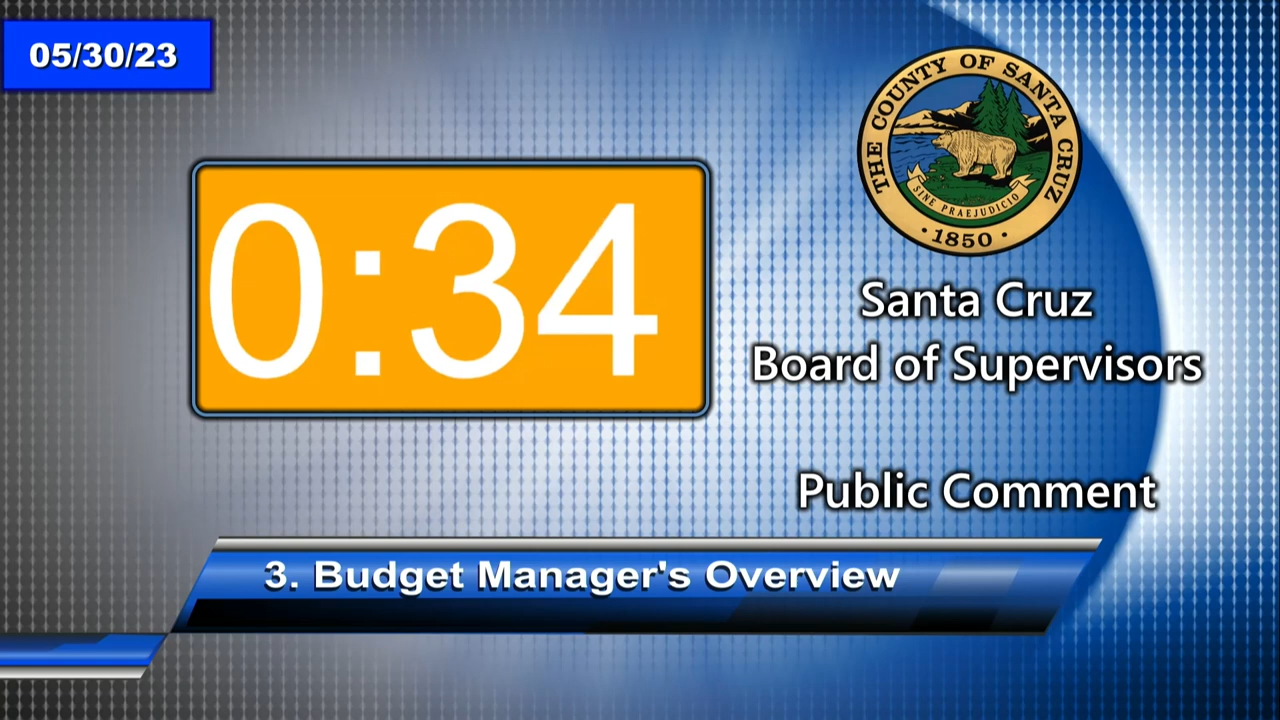 05/30/23
THE COUNTY OF SANTA CRUZ
SINE PRAEJUDICIO
• 1850 •
0:34
Santa Cruz
Board of Supervisors
Public Comment
3. Budget Manager's Overview